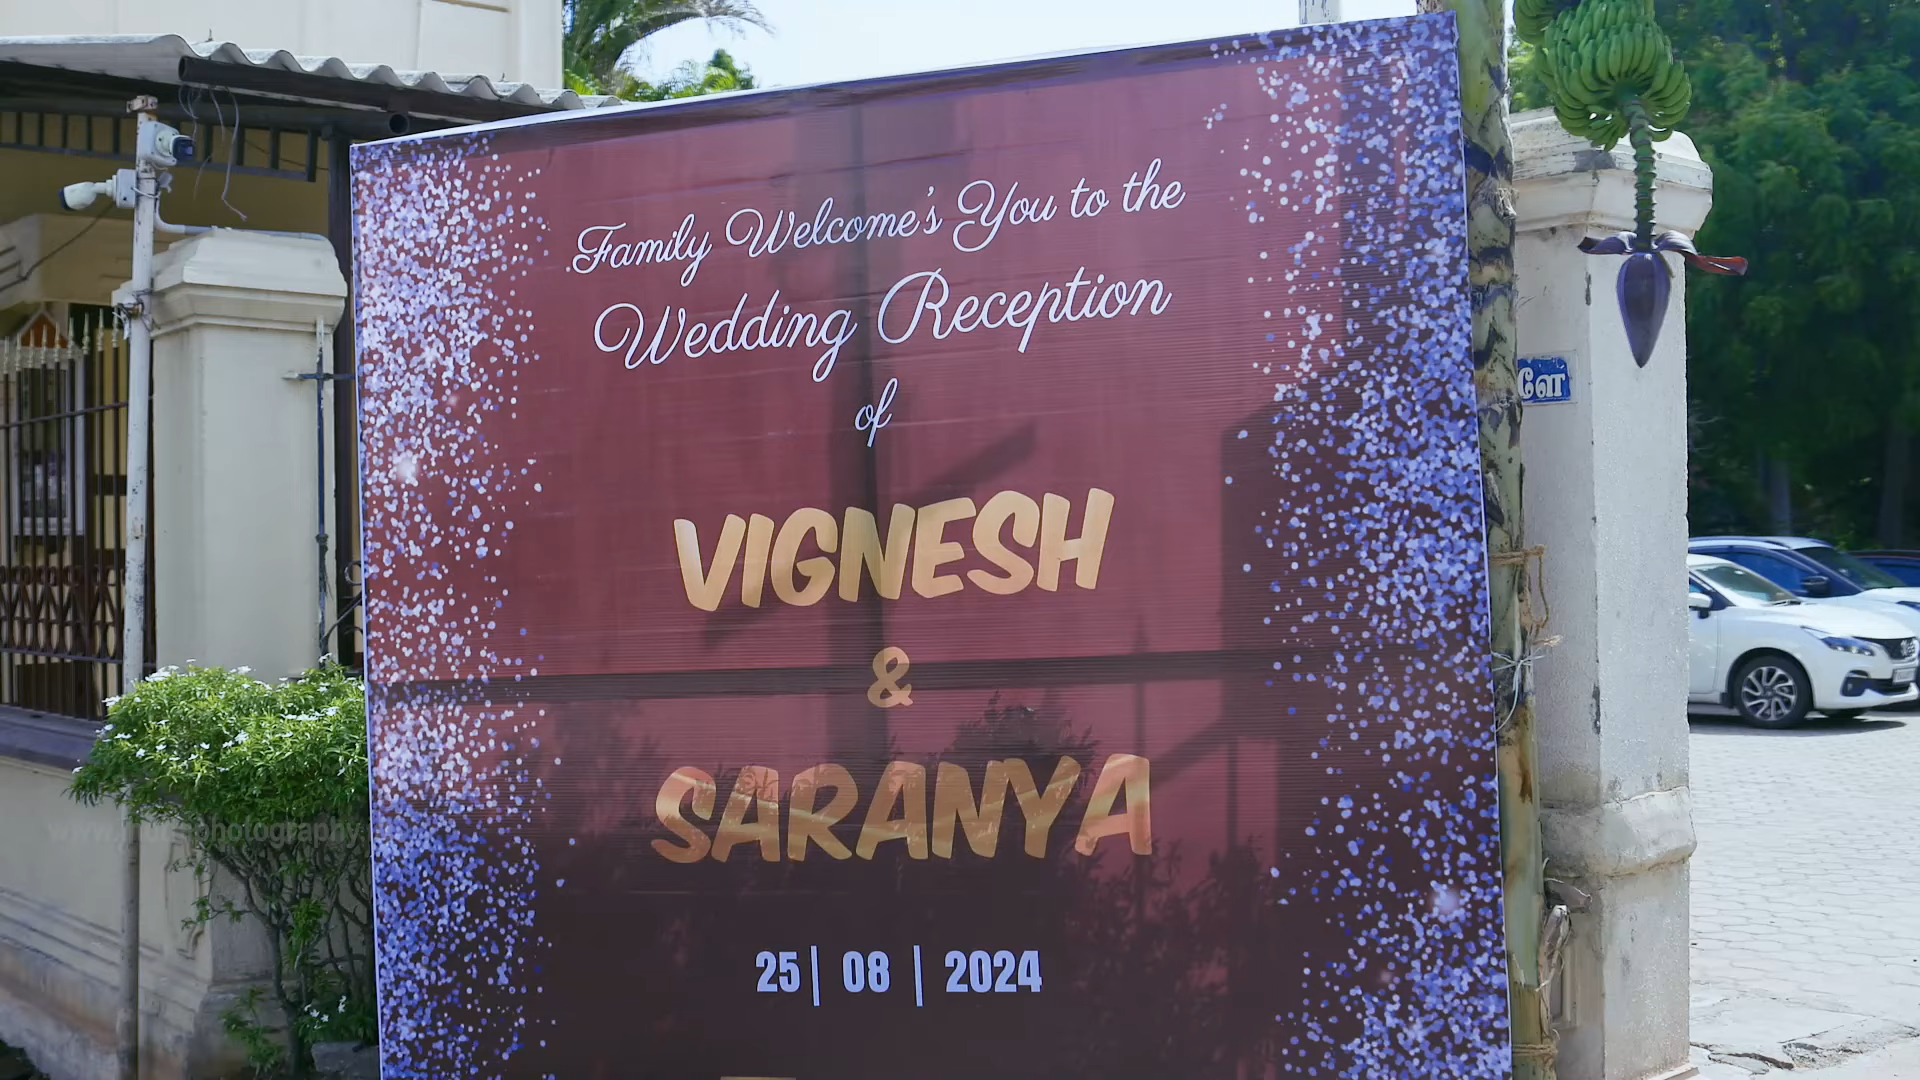 Family Welcome's You to the
Wedding Reception
of
VIGNESH
&
SARANYA
25 | 08 | 2024
ளே